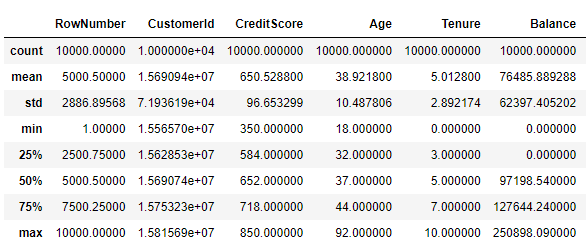 RowNumber CustomerId CreditScore Age Tenure Balance
count 10000.00000 1.000000e+04 10000.000000 10000.000000 10000.000000 10000.000000
mean 5000.50000 1.569094e+07 650.528800 38.921800 5.012800 76485.889288
std 2886.89568 7.193619e+04 96.653299 10.487806 2.892174 62397.405202
min 1.00000 1.556570e+07 350.000000 18.000000 0.000000 0.000000
25% 2500.75000 1.562853e+07 584.000000 32.000000 3.000000 0.000000
50% 5000.50000 1.569074e+07 652.000000 37.000000 5.000000 97198.540000
75% 7500.25000 1.575323e+07 718.000000 44.000000 7.000000 127644.240000
max 10000.00000 1.581569e+07 850.000000 92.000000 10.000000 250898.090000